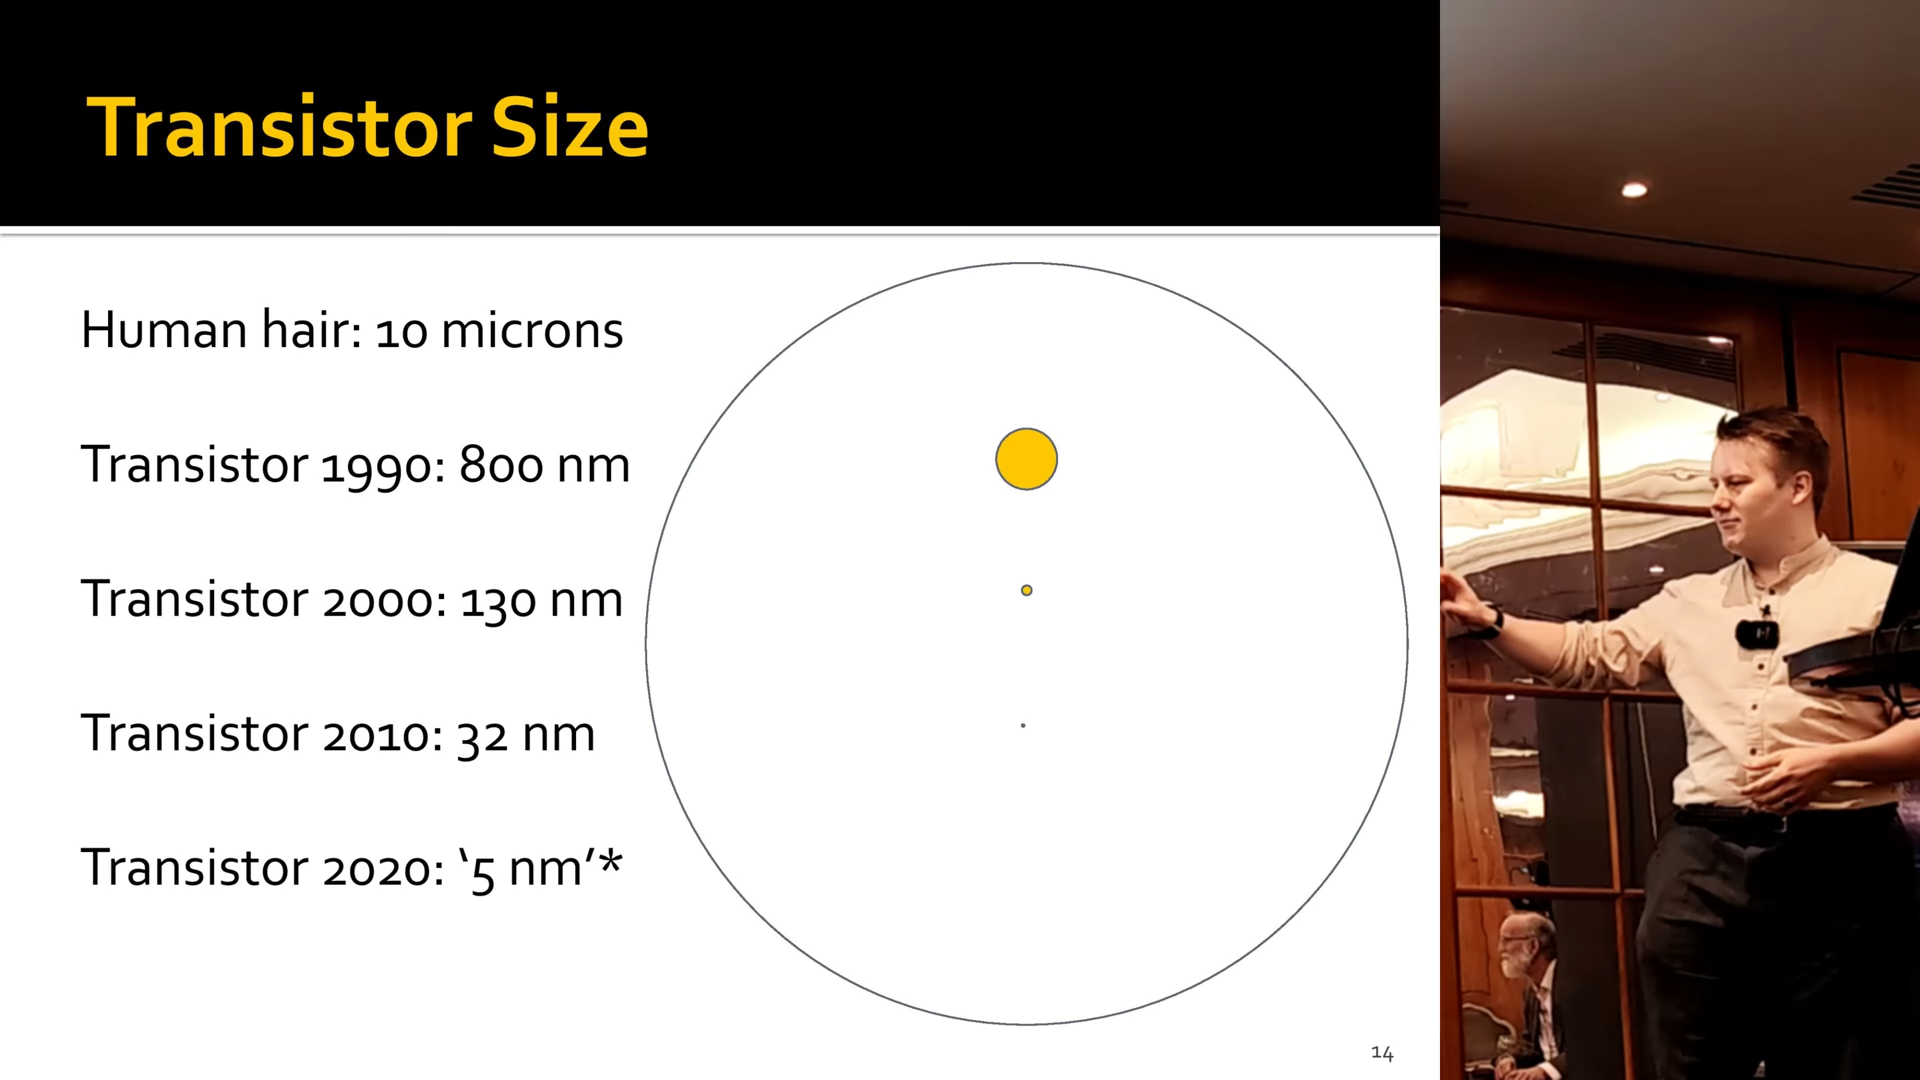 Transistor Size
Human hair: 10 microns
Transistor 1990: 800 nm
Transistor 2000: 130 nm
Transistor 2010: 32 nm
Transistor 2020: ‘5 nm’*
14